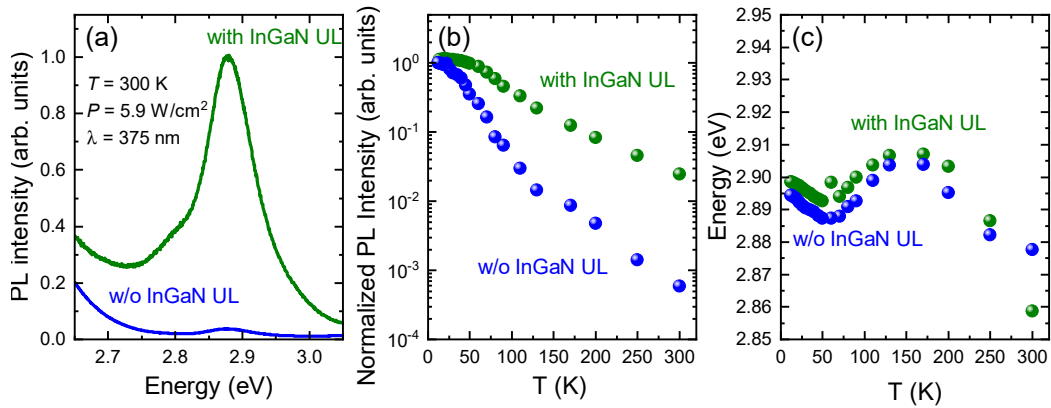 (a)
with InGaN UL
T = 300 K
P = 5.9 W/cm²
λ = 375 nm
w/o InGaN UL
PL intensity (arb. units)
1.0
0.8
0.6
0.4
0.2
0.0
2.7 2.8 2.9 3.0
Energy (eV)
(b)
with InGaN UL
w/o InGaN UL
Normalized PL Intensity (arb. units)
10⁰
10⁻¹
10⁻²
10⁻³
10⁻⁴
0 50 100 150 200 250 300
T (K)
(c)
with InGaN UL
w/o InGaN UL
Energy (eV)
2.95
2.94
2.93
2.92
2.91
2.90
2.89
2.88
2.87
2.86
2.85
0 50 100 150 200 250 300
T (K)